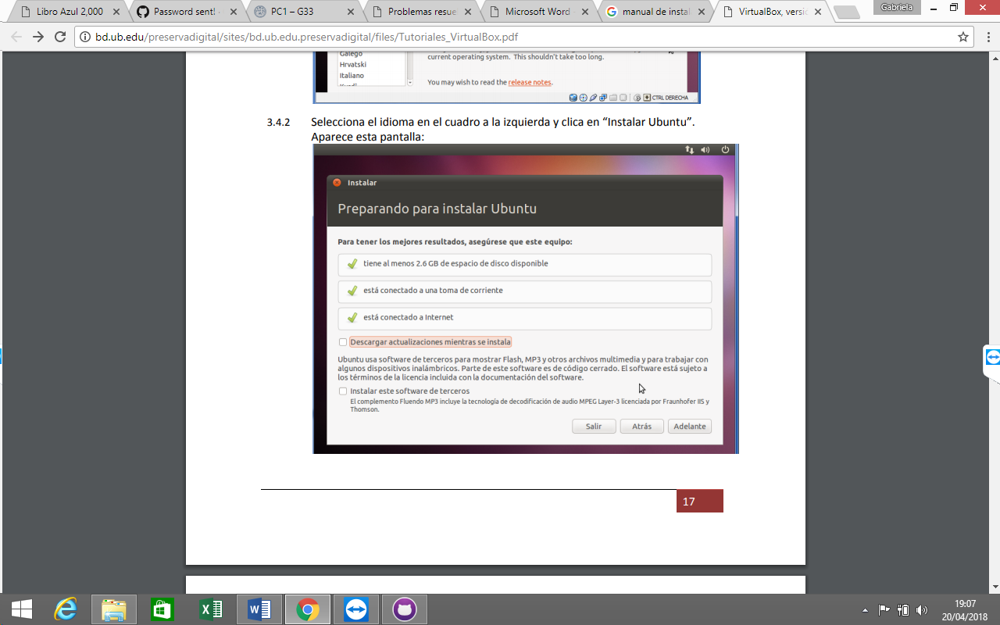 Libro Azul 2,000
Password sent! ·
PC1 – G33
Problemas resue
Microsoft Word -
manual de instal
VirtualBox, versió
Gabriela
bd.ub.edu/preservadigital/sites/bd.ub.edu.preservadigital/files/Tutoriales_VirtualBox.pdf
Galego
Hrvatski
Italiano
current operating system. This shouldn't take too long.
You may wish to read the release notes.
CTRL DERECHA
3.4.2 Selecciona el idioma en el cuadro a la izquierda y clica en “Instalar Ubuntu”.
Aparece esta pantalla:
Instalar
Preparando para instalar Ubuntu
Para tener los mejores resultados, asegúrese que este equipo:
tiene al menos 2.6 GB de espacio de disco disponible
está conectado a una toma de corriente
está conectado a Internet
Descargar actualizaciones mientras se instala
Ubuntu usa software de terceros para mostrar Flash, MP3 y otros archivos multimedia y para trabajar con
algunos dispositivos inalámbricos. Parte de este software es de código cerrado. El software está sujeto a
los términos de la licencia incluida con la documentación del software.
Instalar este software de terceros
El complemento Fluendo MP3 incluye la tecnología de decodificación de audio MPEG Layer-3 licenciada por Fraunhofer IIS y
Thomson.
Salir
Atrás
Adelante
17
19:07
20/04/2018